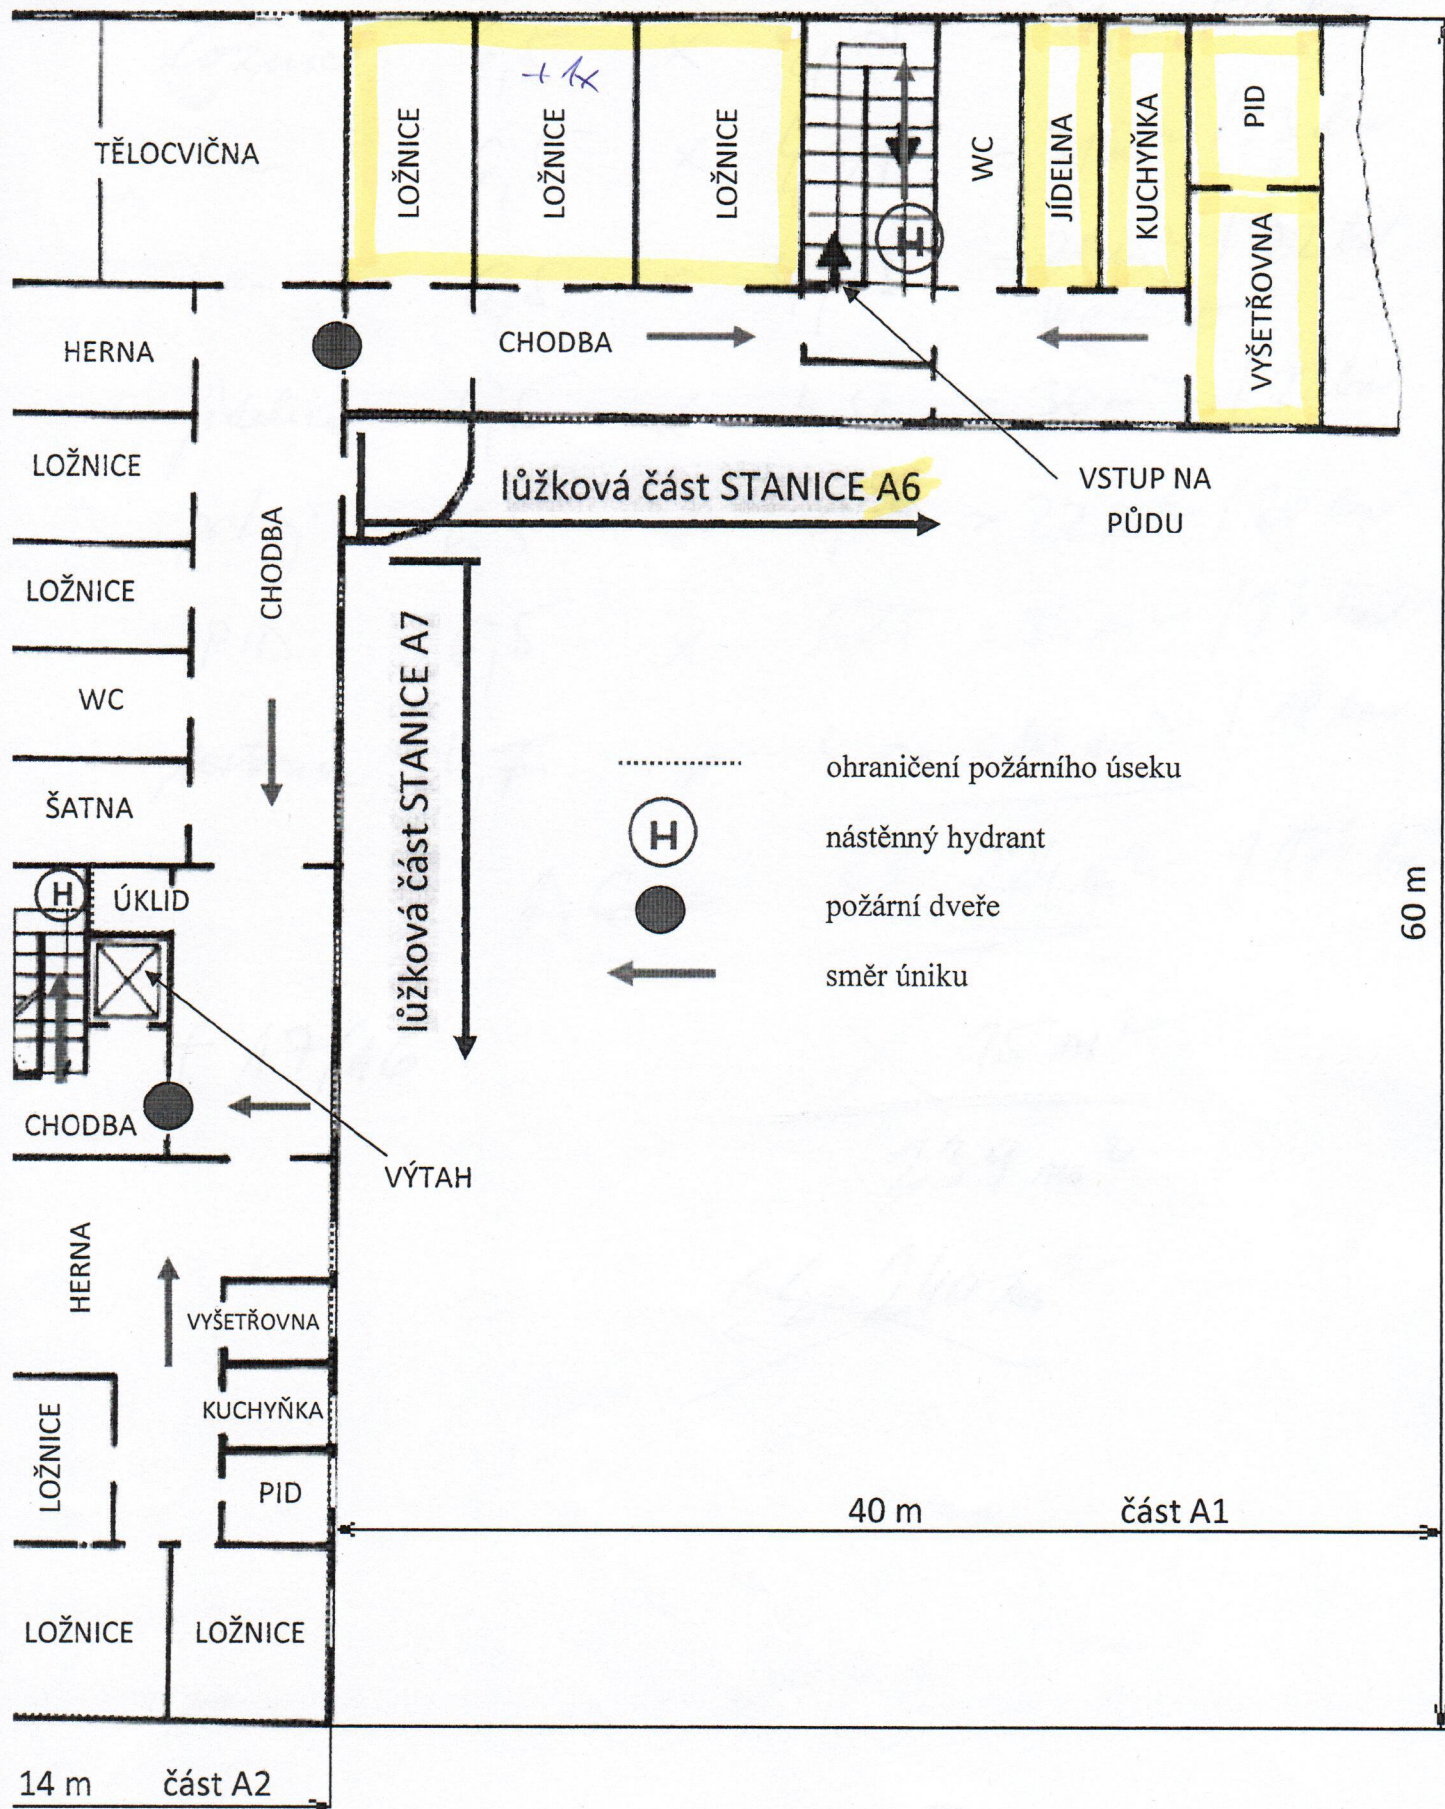 TĚLOCVIČNA
LOŽNICE
+ 1x
LOŽNICE
LOŽNICE
H
WC
JÍDELNA
KUCHYŇKA
PID
VYŠETŘOVNA
HERNA
CHODBA
LOŽNICE
lůžková část STANICE A6
VSTUP NA
PŮDU
CHODBA
LOŽNICE
lůžková část STANICE A7
WC
ŠATNA
ohraničení požárního úseku
H
nástěnný hydrant
požární dveře
směr úniku
60 m
H
ÚKLID
CHODBA
VÝTAH
HERNA
VYŠETŘOVNA
KUCHYŇKA
LOŽNICE
PID
40 m
část A1
LOŽNICE
LOŽNICE
14 m
část A2